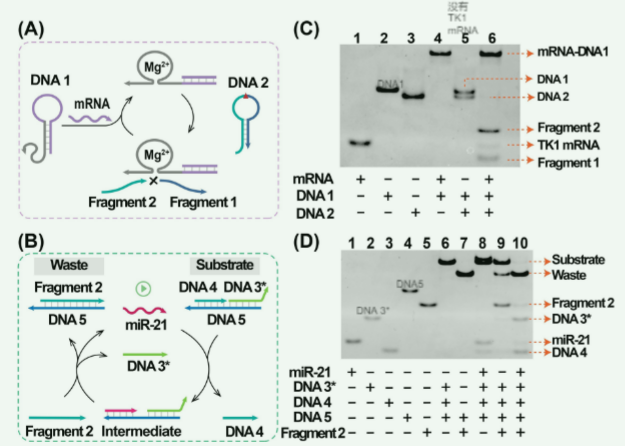 (A)
DNA 1
mRNA
Mg²⁺
Mg²⁺
DNA 2
Fragment 2
Fragment 1
(B)
Waste
Substrate
Fragment 2
DNA 5
miR-21
DNA 4 DNA 3*
DNA 5
DNA 3*
Fragment 2
Intermediate
DNA 4
(C)
没有
TK1
mRNA
1 2 3 4 5 6
DNA1
mRNA-DNA1
DNA 1
DNA 2
Fragment 2
TK1 mRNA
Fragment 1
mRNA + + +
DNA 1 + + + +
DNA 2 + + +
(D)
1 2 3 4 5 6 7 8 9 10
DNA 3*
DNA5
Substrate
Waste
Fragment 2
DNA 3*
miR-21
DNA 4
miR-21 + + +
DNA 3* + + + + +
DNA 4 + + + + +
DNA 5 + + + + + +
Fragment 2 + + + +